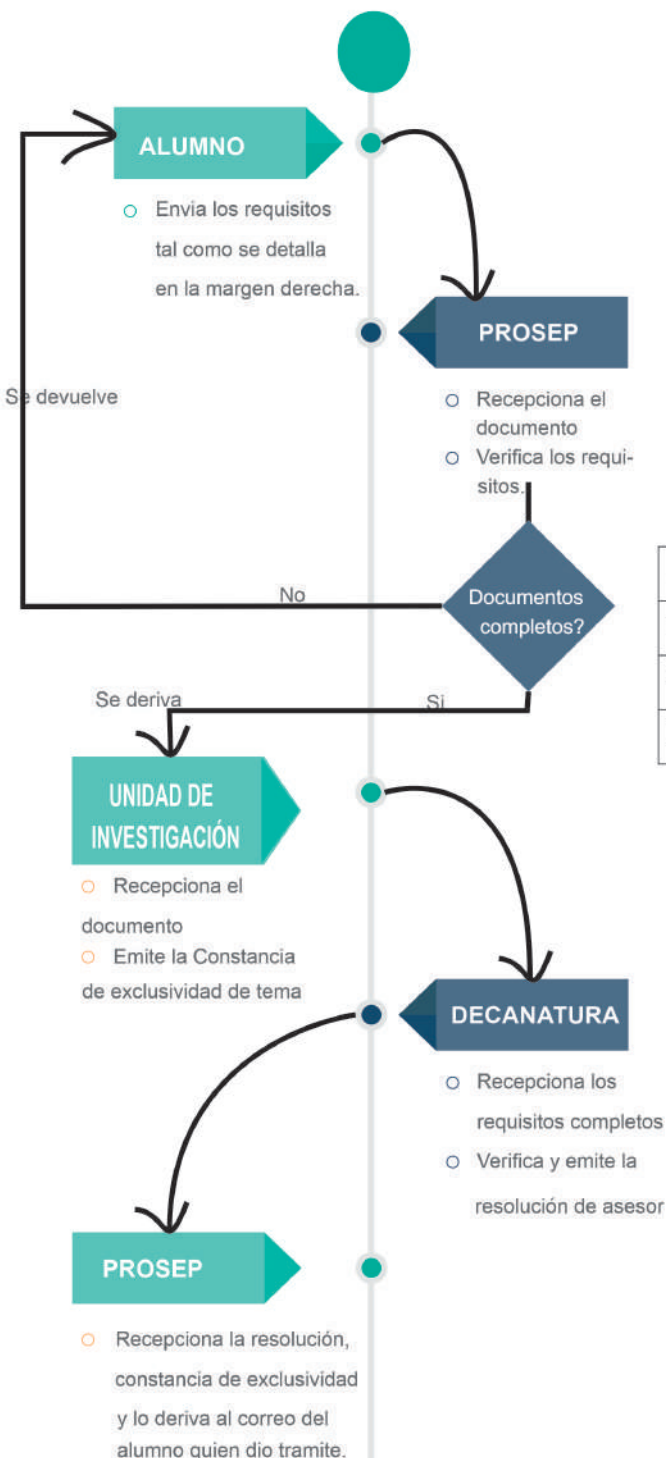 ALUMNO
Envia los requisitos
tal como se detalla
en la margen derecha.
PROSEP
Recepciona el
documento
Verifica los requi-
sitos.
Se devuelve
No
Documentos
completos?
Se deriva
Si
UNIDAD DE
INVESTIGACIÓN
Recepciona el
documento
Emite la Constancia
de exclusividad de tema
DECANATURA
Recepciona los
requisitos completos
Verifica y emite la
resolución de asesor
PROSEP
Recepciona la resolución,
constancia de exclusividad
y lo deriva al correo del
alumno quien dio tramite.